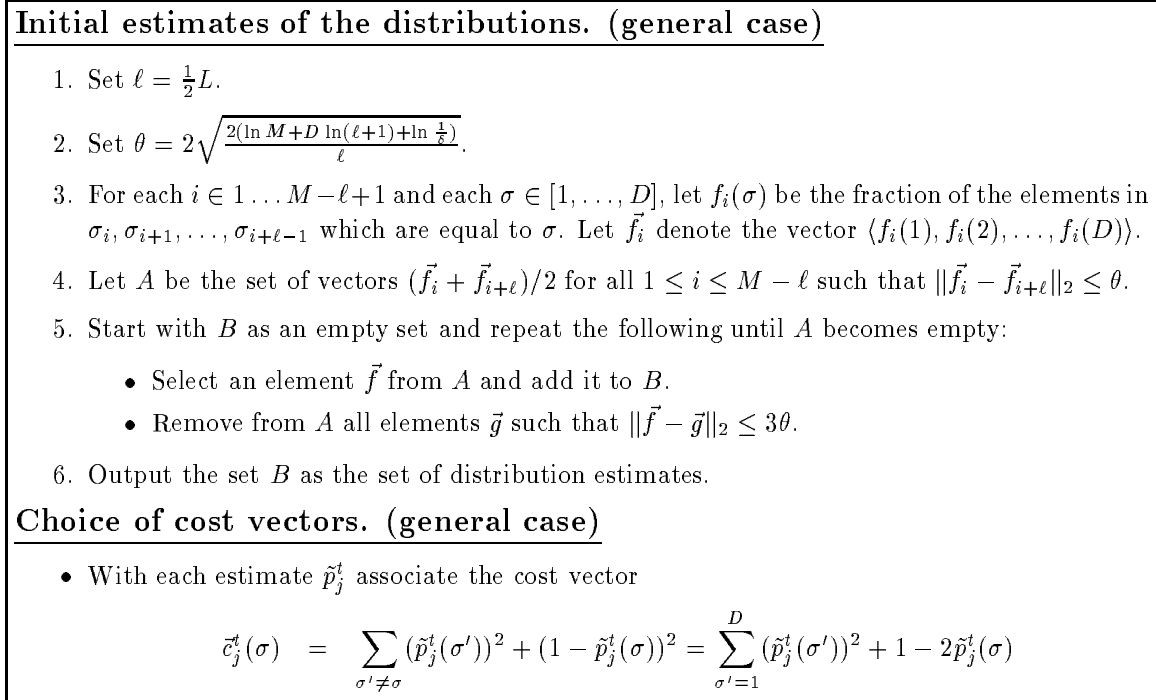 Initial estimates of the distributions. (general case)
1. Set ℓ = ½L.
2. Set θ = 2√(2(ln M+D ln(ℓ+1)+ln 1/δ)/ℓ).
3. For each i ∈ 1…M−ℓ+1 and each σ ∈ [1,…,D], let f_i(σ) be the fraction of the elements in
σ_i, σ_{i+1}, …, σ_{i+ℓ−1} which are equal to σ. Let f⃗_i denote the vector ⟨f_i(1), f_i(2), …, f_i(D)⟩.
4. Let A be the set of vectors (f⃗_i + f⃗_{i+ℓ})/2 for all 1 ≤ i ≤ M − ℓ such that ||f⃗_i − f⃗_{i+ℓ}||₂ ≤ θ.
5. Start with B as an empty set and repeat the following until A becomes empty:
• Select an element f⃗ from A and add it to B.
• Remove from A all elements g⃗ such that ||f⃗ − g⃗||₂ ≤ 3θ.
6. Output the set B as the set of distribution estimates.
Choice of cost vectors. (general case)
• With each estimate p̃_j^t associate the cost vector
c⃗_j^t(σ) = ∑_{σ′≠σ} (p̃_j^t(σ′))² + (1 − p̃_j^t(σ))² = ∑_{σ′=1}^{D} (p̃_j^t(σ′))² + 1 − 2p̃_j^t(σ)